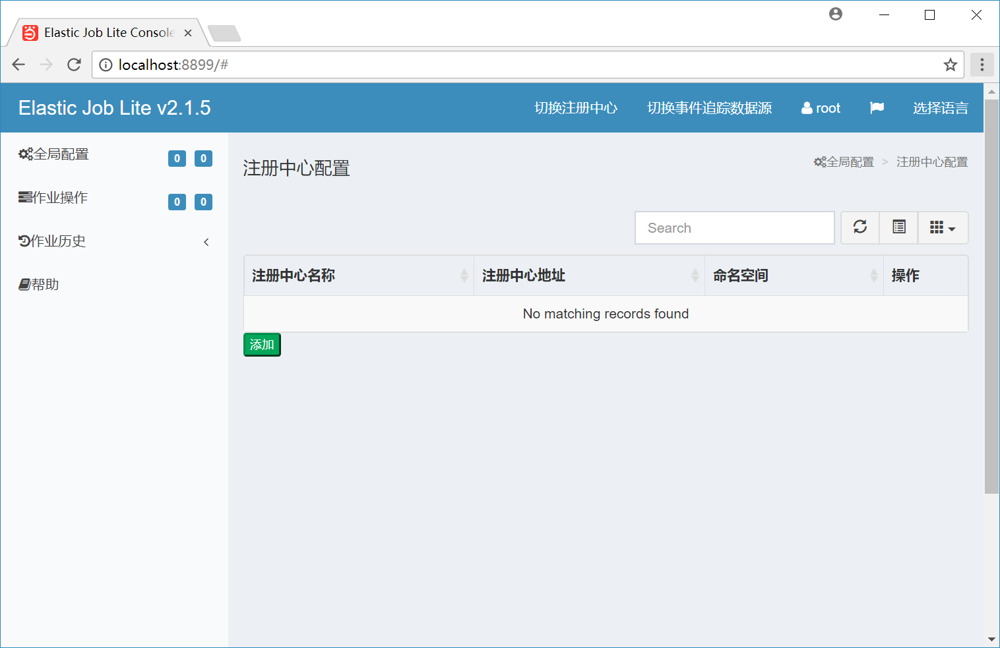 Elastic Job Lite Console
localhost:8899/#
Elastic Job Lite v2.1.5
切换注册中心
切换事件追踪数据源
root
选择语言
全局配置 0 0
作业操作 0 0
作业历史
帮助
注册中心配置
全局配置 > 注册中心配置
Search
注册中心名称 注册中心地址 命名空间 操作
No matching records found
添加